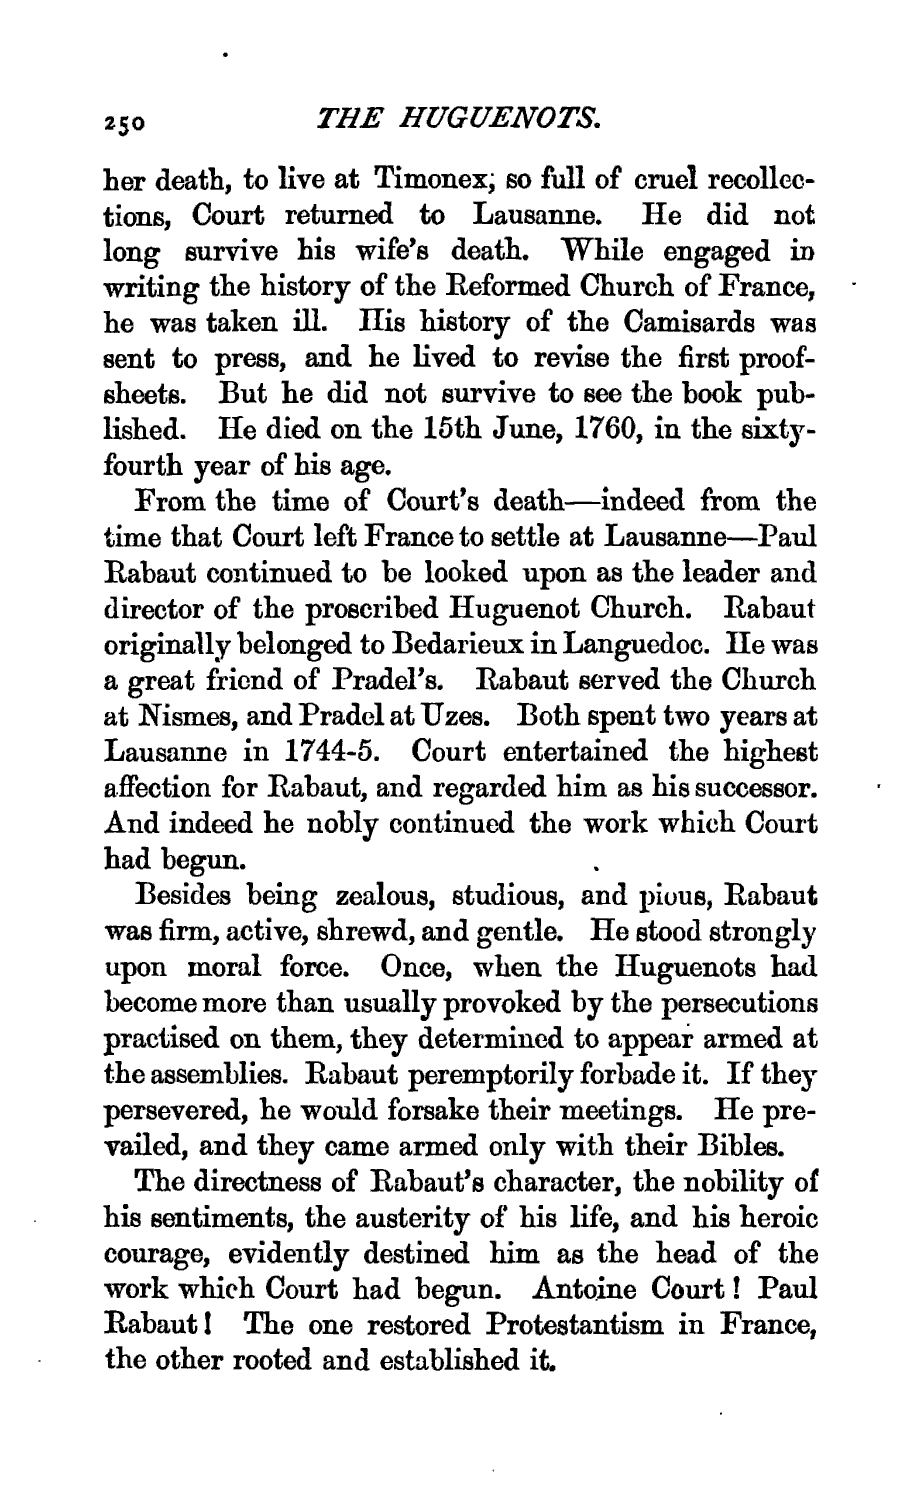 250 THE HUGUENOTS.
her death, to live at Timonex, so full of cruel recollec-
tions, Court returned to Lausanne. He did not
long survive his wife's death. While engaged in
writing the history of the Reformed Church of France,
he was taken ill. His history of the Camisards was
sent to press, and he lived to revise the first proof-
sheets. But he did not survive to see the book pub-
lished. He died on the 15th June, 1760, in the sixty-
fourth year of his age.
From the time of Court's death—indeed from the
time that Court left France to settle at Lausanne—Paul
Rabaut continued to be looked upon as the leader and
director of the proscribed Huguenot Church. Rabaut
originally belonged to Bedarieux in Languedoc. He was
a great friend of Pradel's. Rabaut served the Church
at Nismes, and Pradel at Uzes. Both spent two years at
Lausanne in 1744-5. Court entertained the highest
affection for Rabaut, and regarded him as his successor.
And indeed he nobly continued the work which Court
had begun.
Besides being zealous, studious, and pious, Rabaut
was firm, active, shrewd, and gentle. He stood strongly
upon moral force. Once, when the Huguenots had
become more than usually provoked by the persecutions
practised on them, they determined to appear armed at
the assemblies. Rabaut peremptorily forbade it. If they
persevered, he would forsake their meetings. He pre-
vailed, and they came armed only with their Bibles.
The directness of Rabaut's character, the nobility of
his sentiments, the austerity of his life, and his heroic
courage, evidently destined him as the head of the
work which Court had begun. Antoine Court! Paul
Rabaut! The one restored Protestantism in France,
the other rooted and established it.